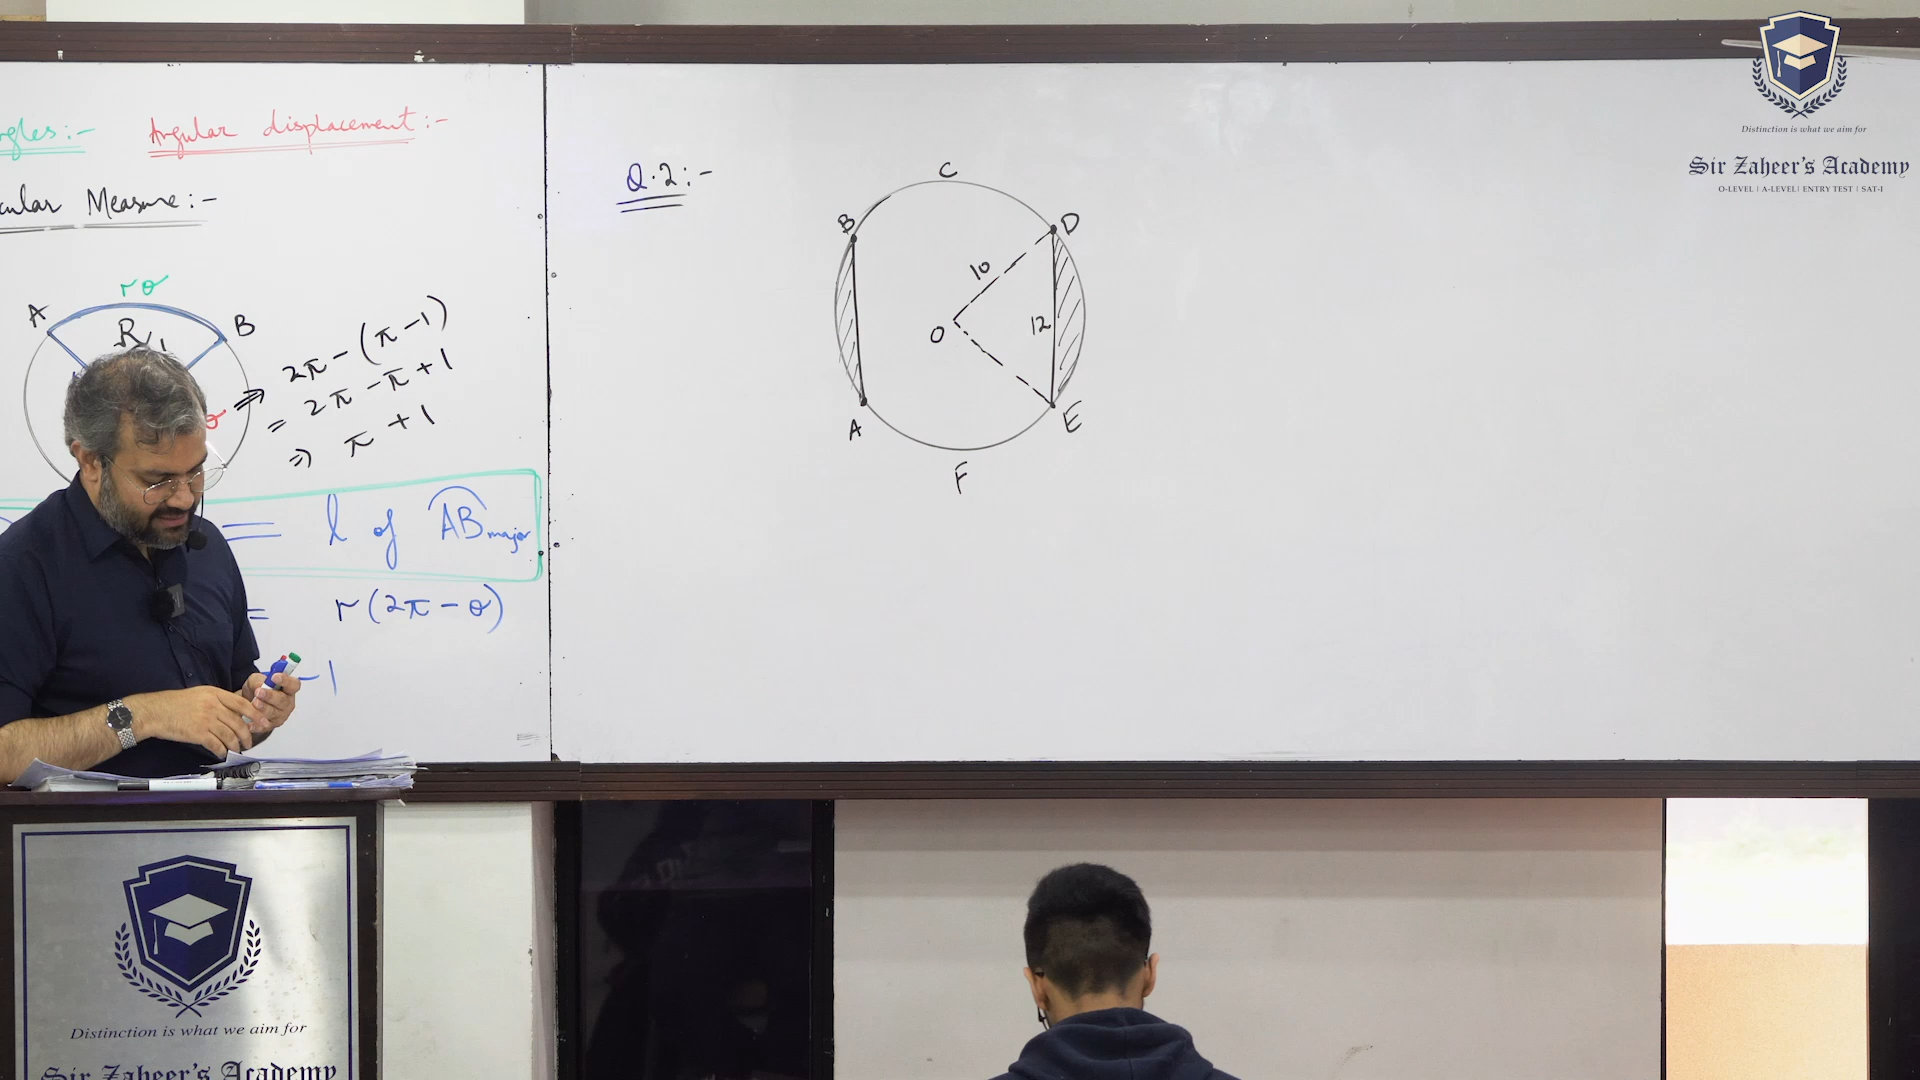 Angular displacement:-
Measure:-
rθ
A
B
⇒ 2π-(π-1)
= 2π-π+1
⇒ π+1
θ
= l of AB major
= r(2π-θ)
-1
Q.2:-
C
B
D
10
O
12
A
E
F
Distinction is what we aim for
Sir Zaheer's Academy
O-LEVEL | A-LEVEL | ENTRY TEST | SAT-I
Distinction is what we aim for
Sir Zaheer's Academy